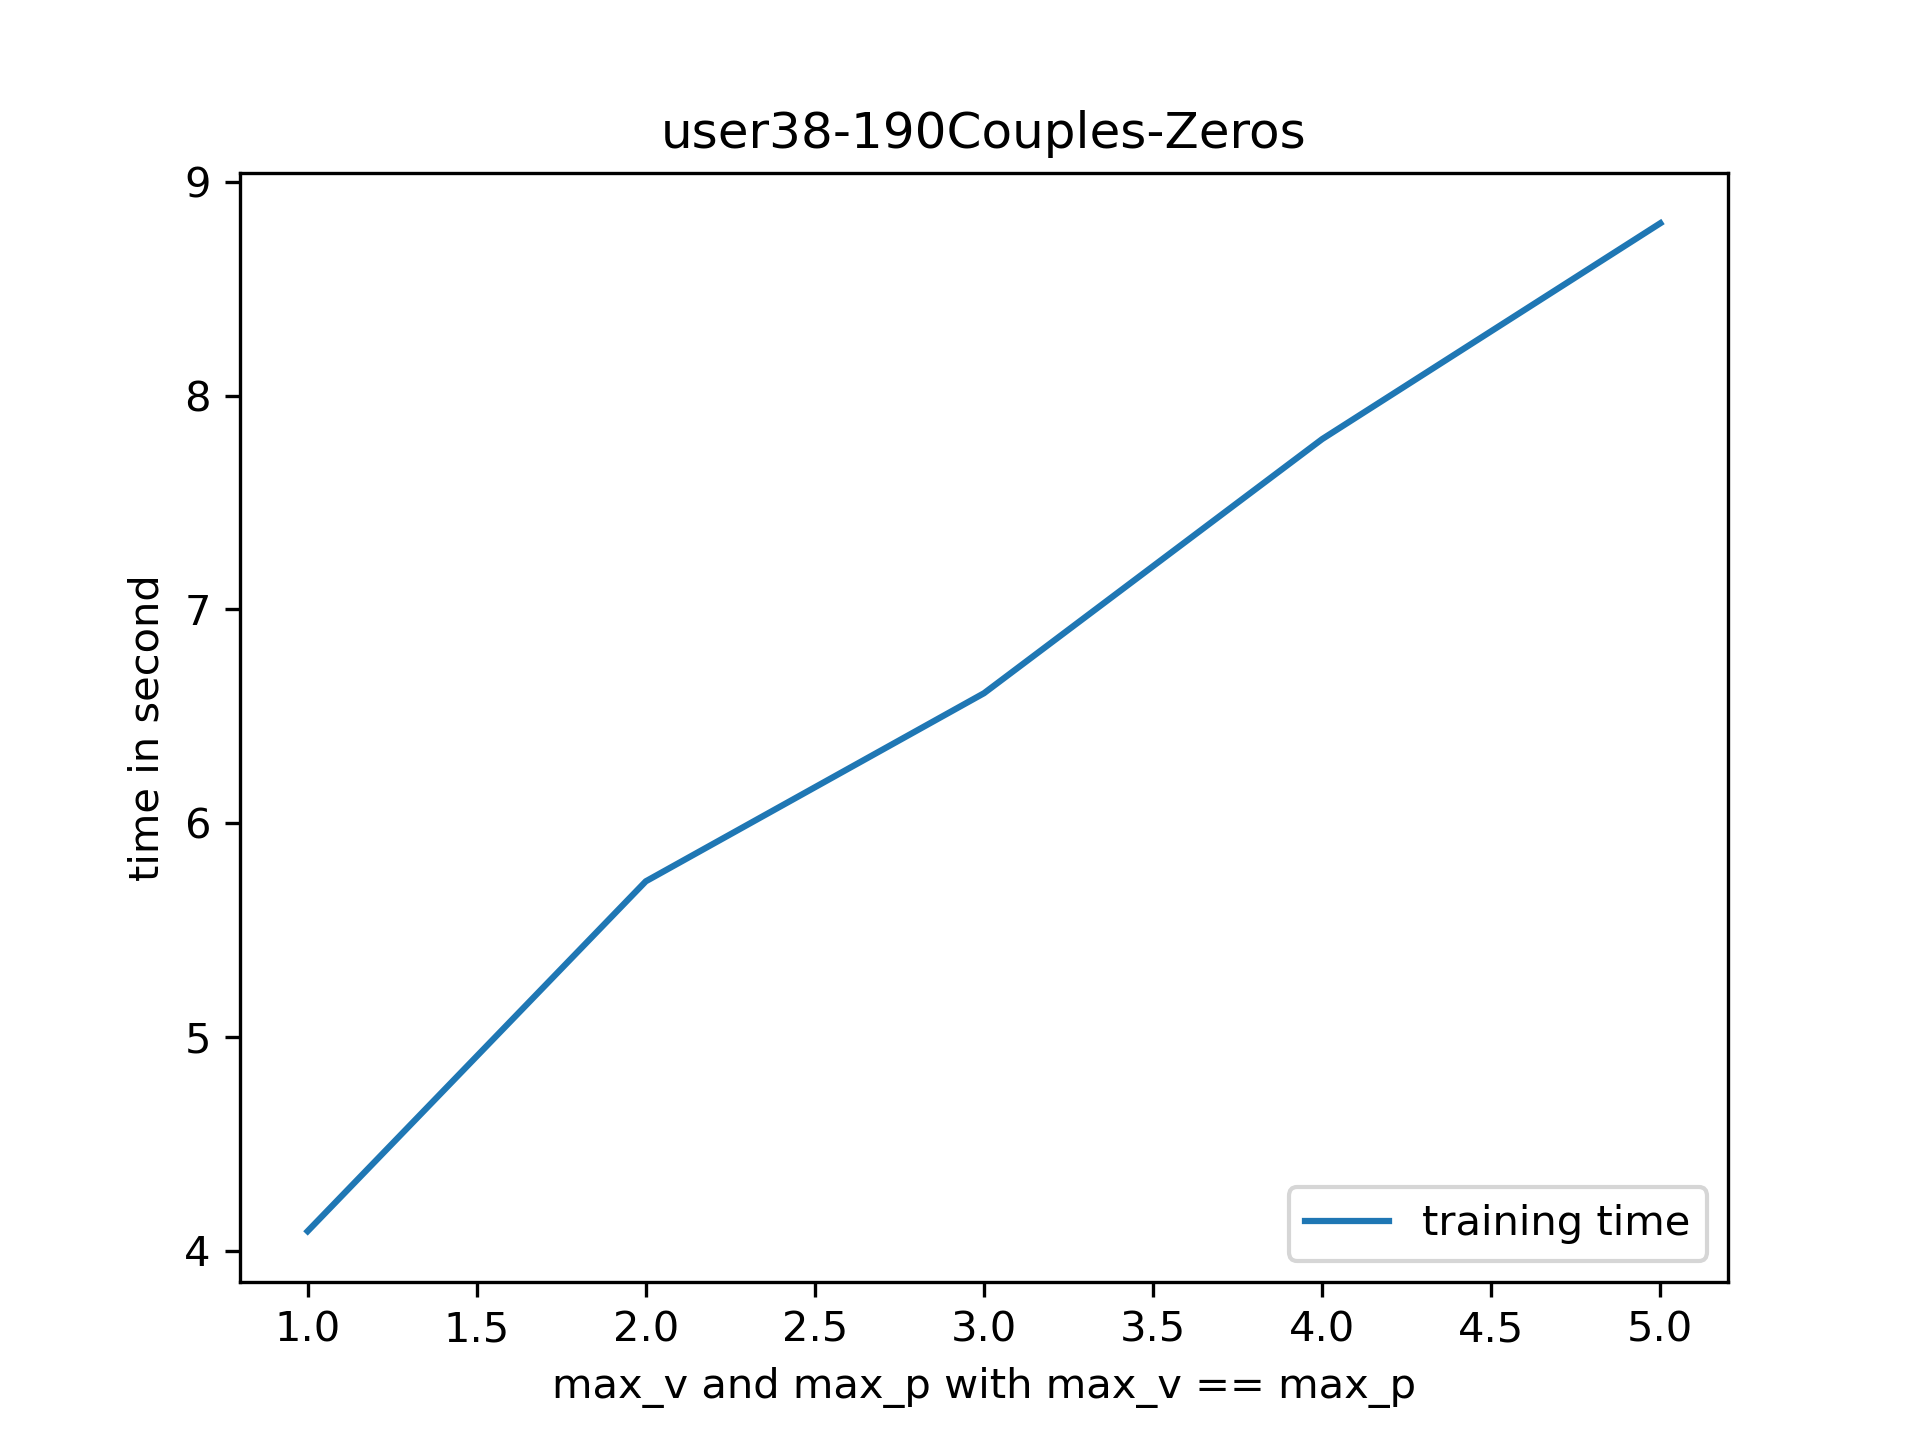 user38-190Couples-Zeros
9
8
7
6
5
4
time in second
training time
1.0 1.5 2.0 2.5 3.0 3.5 4.0 4.5 5.0
max_v and max_p with max_v == max_p